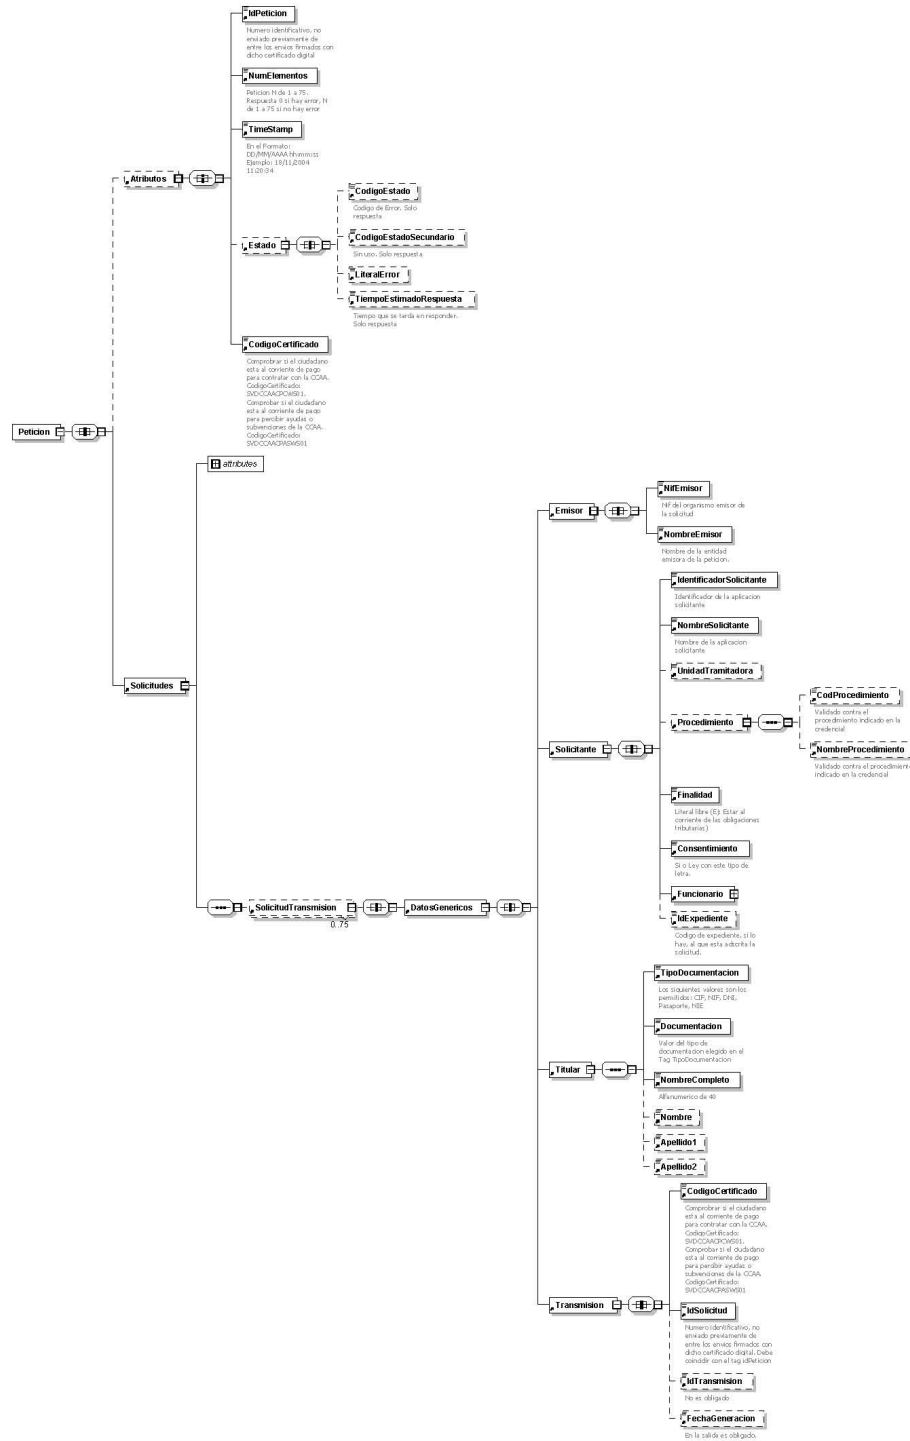 IdPeticion
Numero identificativo, no
enviado previamente de
entre los envios firmados con
dicho certificado digital
NumElementos
Peticion N de 1 a 75.
Respuesta 0 si hay error, N
de 1 a 75 si no hay error
TimeStamp
En el Formato:
DD/MM/AAAA hh:mm:ss
Ejemplo: 18/11/2004
11:20:34
Atributos
CodigoEstado
Codigo de Error. Solo
respuesta
CodigoEstadoSecundario
Sin uso. Solo respuesta
Estado
LiteralError
TiempoEstimadoRespuesta
Tiempo que se tarda en responder.
Solo respuesta
CodigoCertificado
Comprobrar si el ciudadano
esta al corriente de pago
para contratar con la CCAA.
CodigoCertificado:
SVDCCAACPCWS01.
Comprobar si el ciudadano
esta al corriente de pago
para percibir ayudas o
subvenciones de la CCAA.
CodigoCertificado:
SVDCCAACPASWS01
Peticion
attributes
NifEmisor
Nif del organismo emisor de
la solicitud
Emisor
NombreEmisor
Nombre de la entidad
emisora de la peticion.
IdentificadorSolicitante
Identificador de la aplicacion
solicitante
NombreSolicitante
Nombre de la aplicacion
solicitante
UnidadTramitadora
Solicitudes
CodProcedimiento
Validado contra el
procedimiento indicado en la
credencial
Procedimiento
NombreProcedimiento
Validado contra el procedimiento
indicado en la credencial
Solicitante
Finalidad
Literal libre (Ej: Estar al
corriente de las obligaciones
tributarias)
Consentimiento
Si o Ley con este tipo de
letra.
Funcionario
SolicitudTransmision
0..75
DatosGenericos
IdExpediente
Codigo de expediente, si lo
hay, al que esta adscrita la
solicitud.
TipoDocumentacion
Los siguientes valores son los
permitidos: CIF, NIF, DNI,
Pasaporte, NIE
Documentacion
Valor del tipo de
documentacion elegido en el
Tag TipoDocumentacion
Titular
NombreCompleto
Alfanumerico de 40
Nombre
Apellido1
Apellido2
CodigoCertificado
Comprobrar si el ciudadano
esta al corriente de pago
para contratar con la CCAA.
CodigoCertificado:
SVDCCAACPCWS01.
Comprobar si el ciudadano
esta al corriente de pago
para percibir ayudas o
subvenciones de la CCAA.
CodigoCertificado:
SVDCCAACPASWS01
Transmision
IdSolicitud
Numero identificativo, no
enviado previamente de
entre los envios firmados con
dicho certificado digital. Debe
coincidir con el tag idPeticion
IdTransmision
No es obligado
FechaGeneracion
En la salida es obligado.